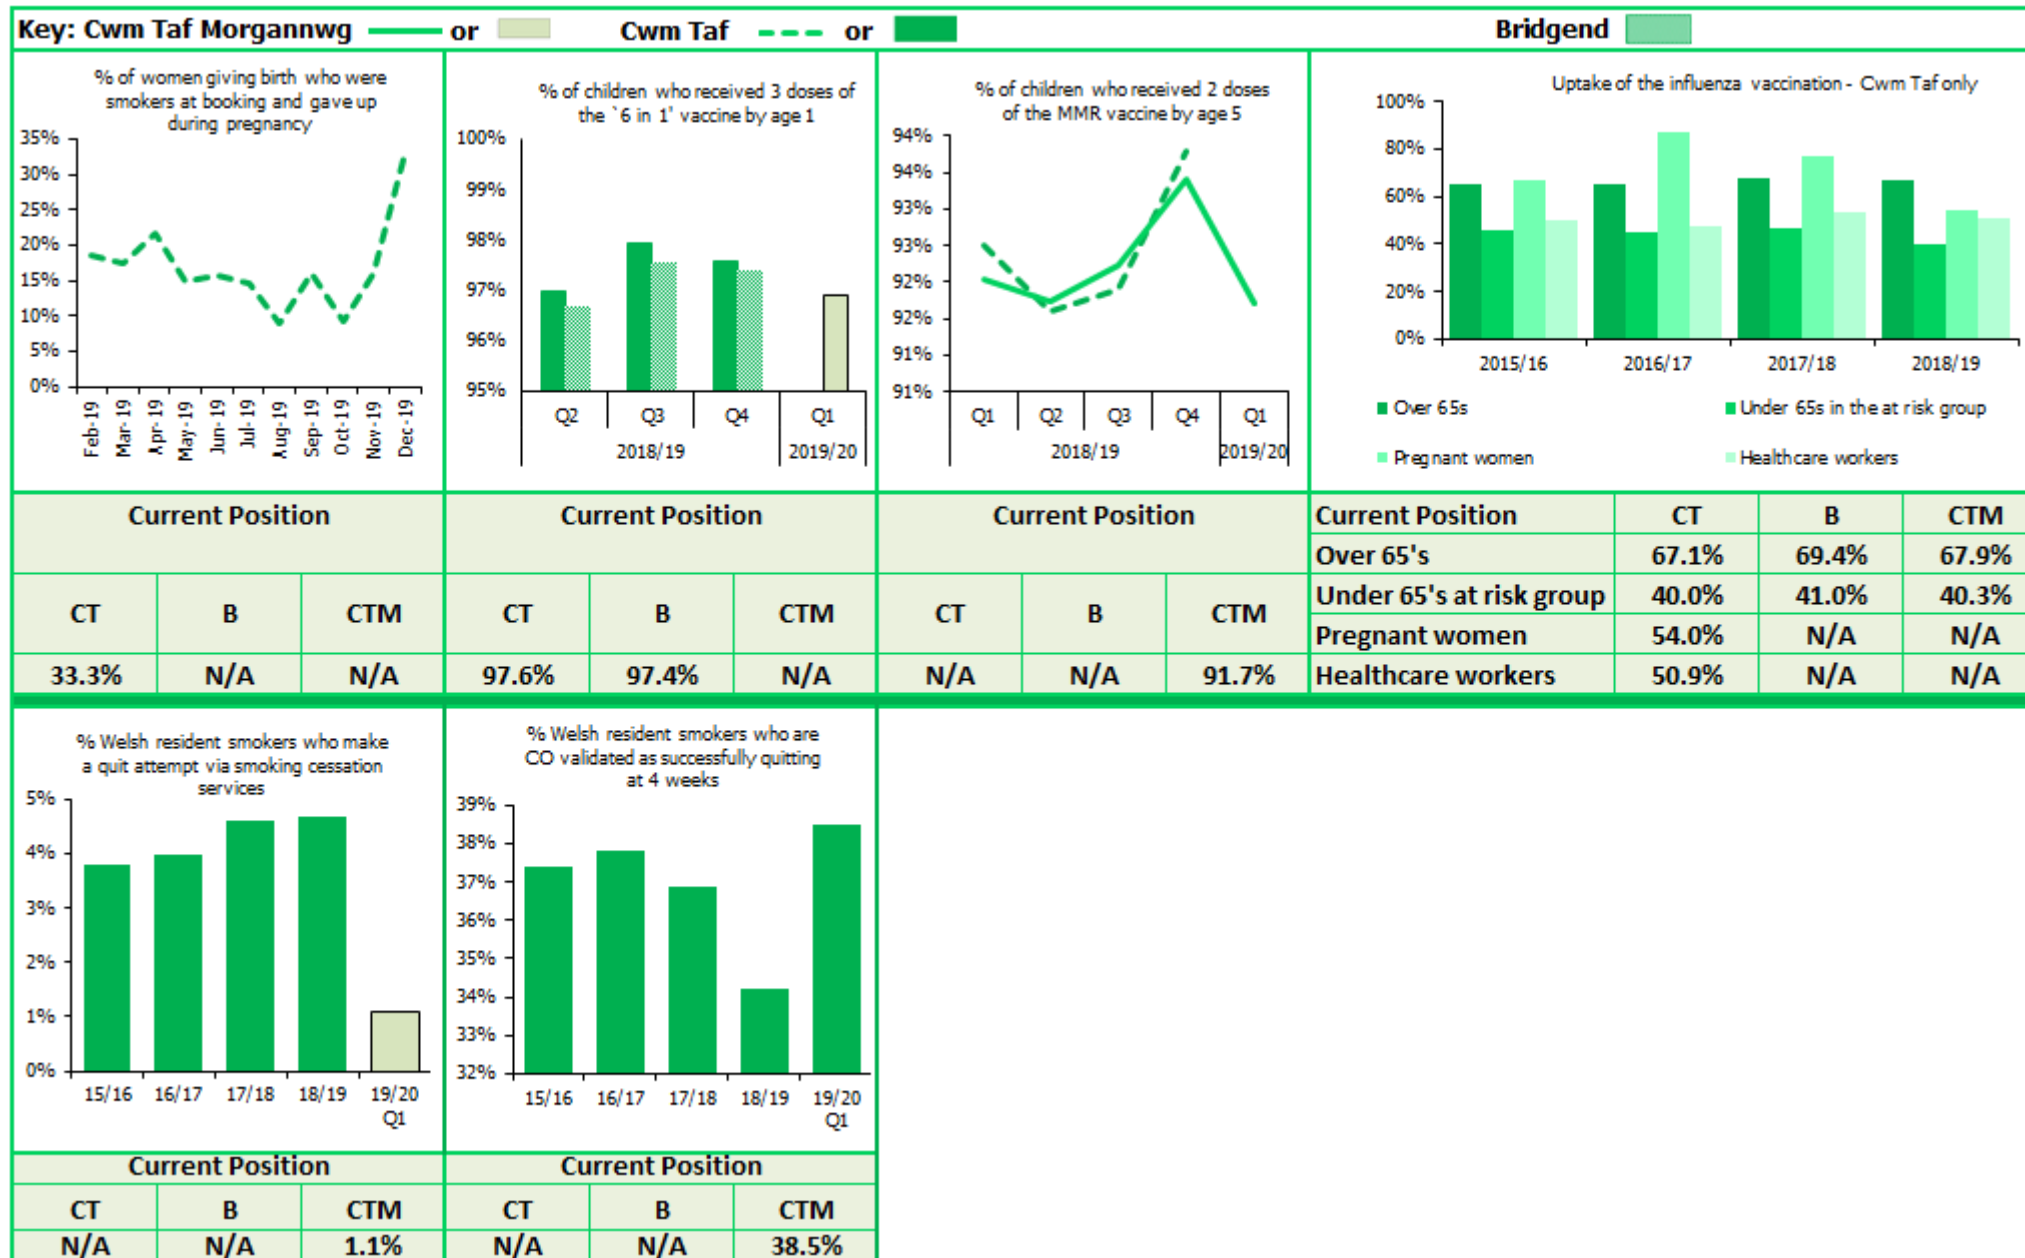 Key: Cwm Taf Morgannwg or Cwm Taf or Bridgend
% of women giving birth who were
smokers at booking and gave up
during pregnancy
35%
30%
25%
20%
15%
10%
5%
0%
Feb-19
Mar-19
Apr-19
May-19
Jun-19
Jul-19
Aug-19
Sep-19
Oct-19
Nov-19
Dec-19
% of children who received 3 doses of
the `6 in 1' vaccine by age 1
100%
99%
98%
97%
96%
95%
Q2 Q3 Q4 Q1
2018/19 2019/20
% of children who received 2 doses
of the MMR vaccine by age 5
94%
94%
93%
93%
92%
92%
91%
91%
Q1 Q2 Q3 Q4 Q1
2018/19 2019/20
Uptake of the influenza vaccination - Cwm Taf only
100%
80%
60%
40%
20%
0%
2015/16 2016/17 2017/18 2018/19
Over 65s Under 65s in the at risk group
Pregnant women Healthcare workers
Current Position
CT B CTM
33.3% N/A N/A
Current Position
CT B CTM
97.6% 97.4% N/A
Current Position
CT B CTM
N/A N/A 91.7%
Current Position CT B CTM
Over 65's 67.1% 69.4% 67.9%
Under 65's at risk group 40.0% 41.0% 40.3%
Pregnant women 54.0% N/A N/A
Healthcare workers 50.9% N/A N/A
% Welsh resident smokers who make
a quit attempt via smoking cessation
services
5%
4%
3%
2%
1%
0%
15/16 16/17 17/18 18/19 19/20
Q1
% Welsh resident smokers who are
CO validated as successfully quitting
at 4 weeks
39%
38%
37%
36%
35%
34%
33%
32%
15/16 16/17 17/18 18/19 19/20
Q1
Current Position
CT B CTM
N/A N/A 1.1%
Current Position
CT B CTM
N/A N/A 38.5%